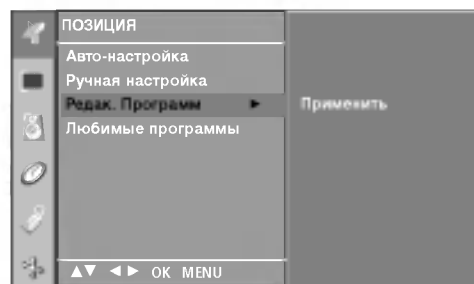 ПОЗИЦИЯ
Авто-настройка
Ручная настройка
Редак. Программ ► Применить
Любимые программы
▲▼ ◄► OK MENU